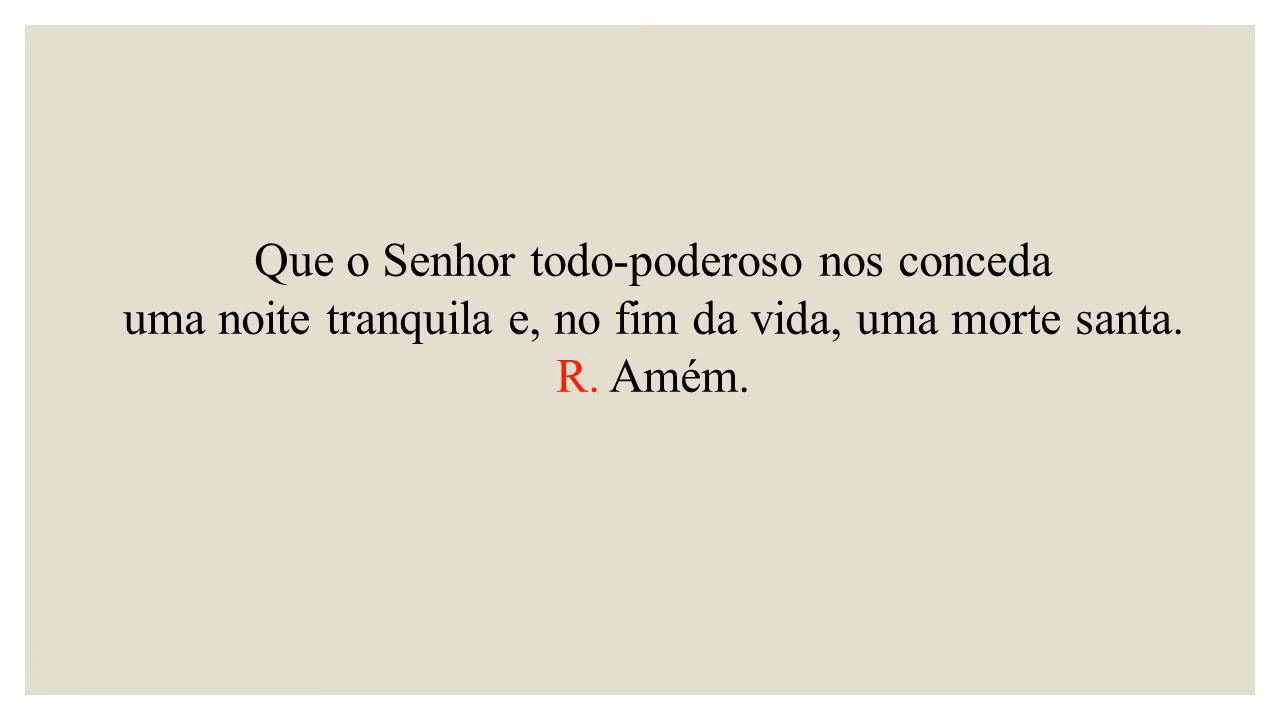 Que o Senhor todo-poderoso nos conceda
uma noite tranquila e, no fim da vida, uma morte santa.
R. Amém.